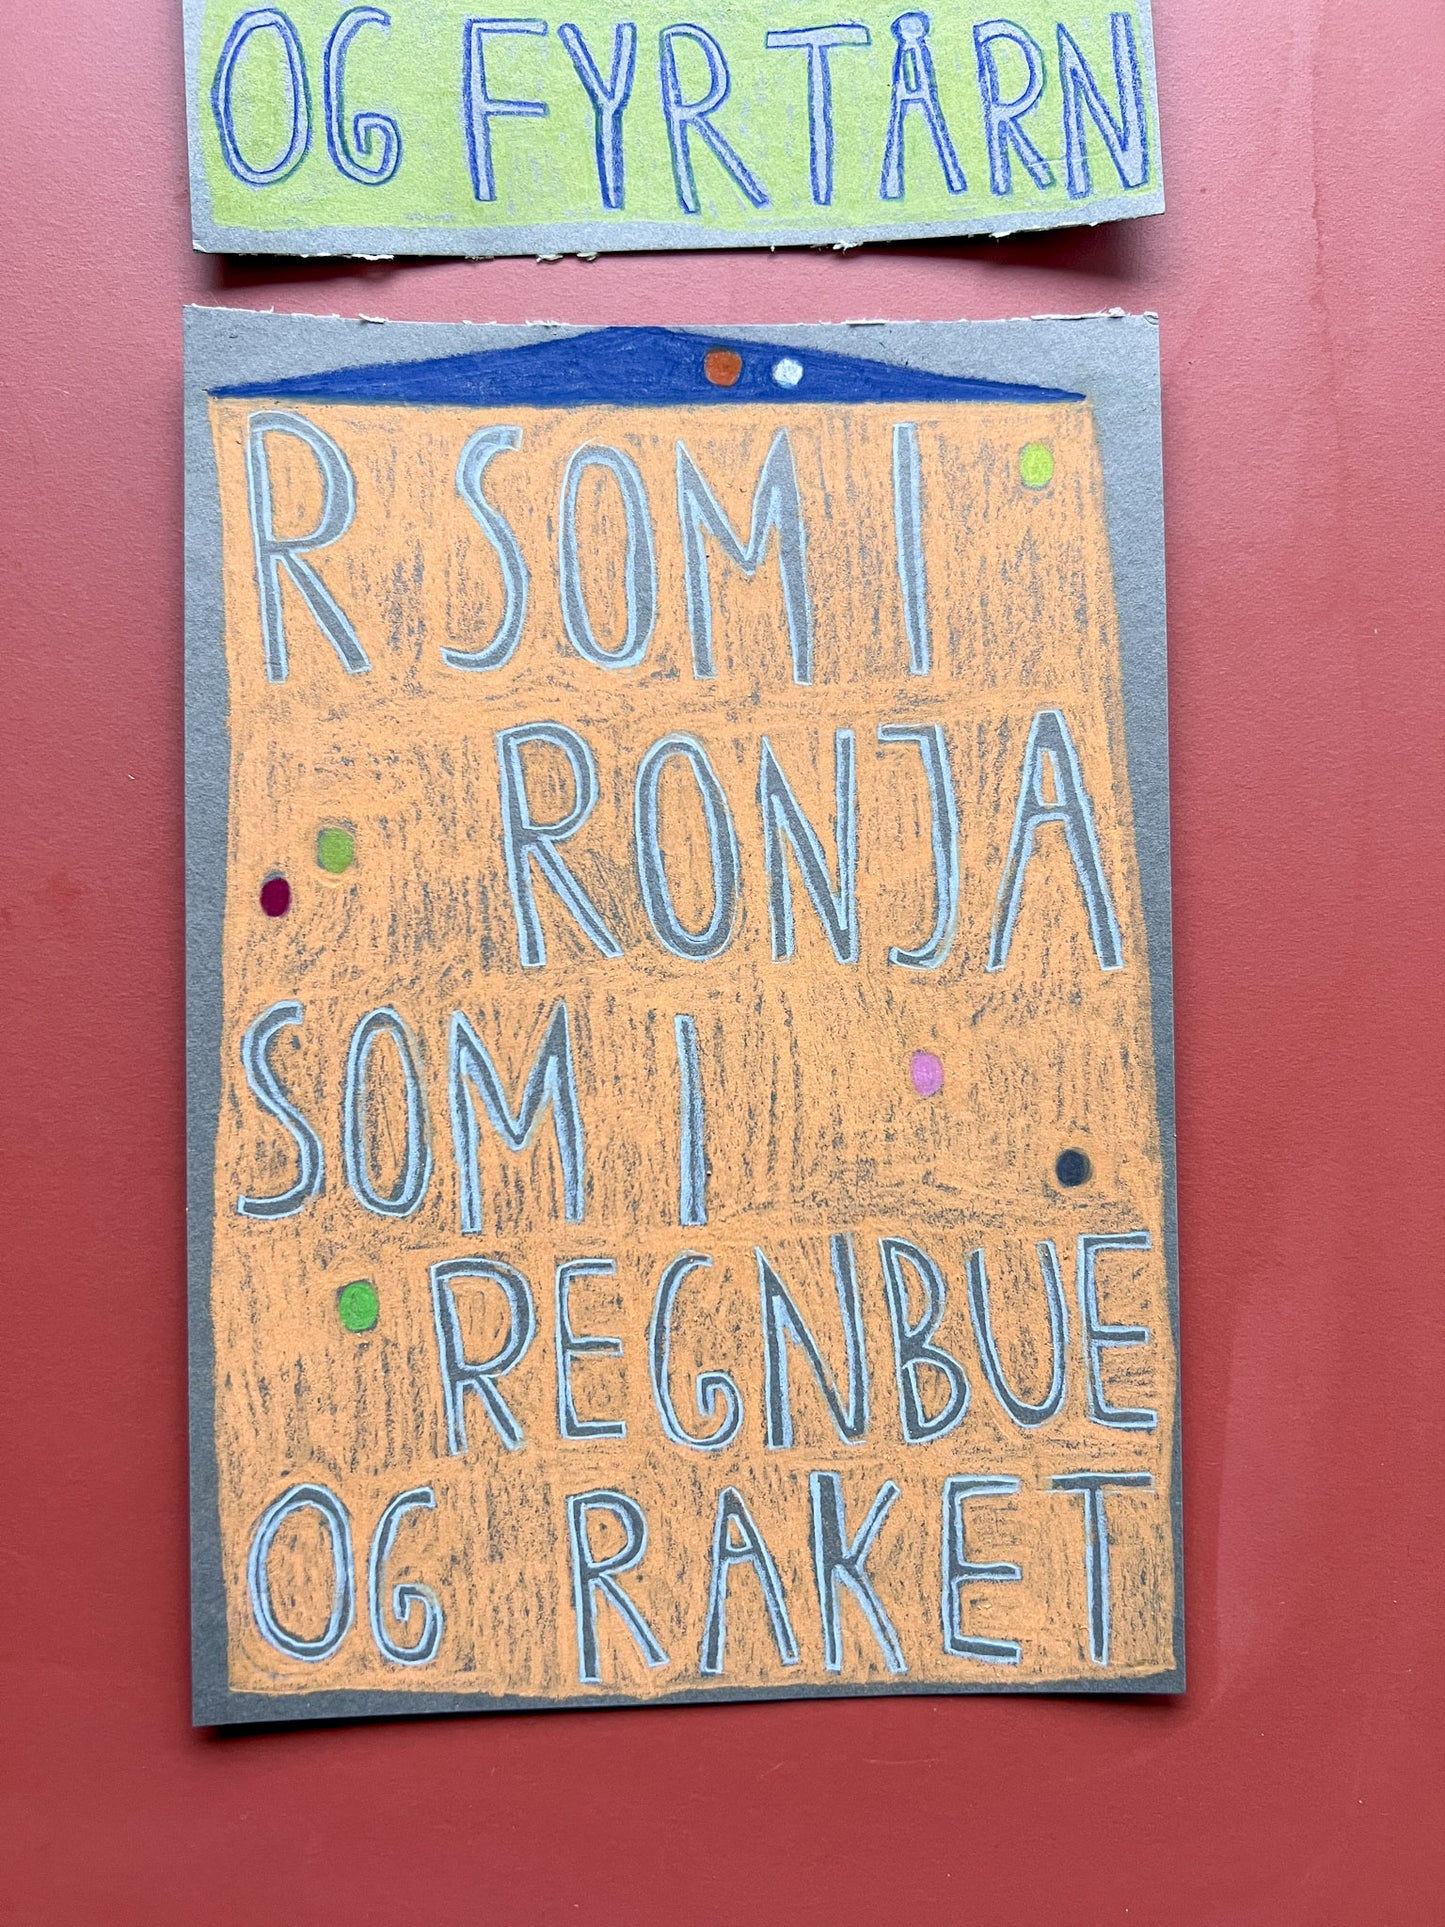 OG FYRTÅRN
R SOM I
RONJA
SOM I
REGNBUE
OG RAKET